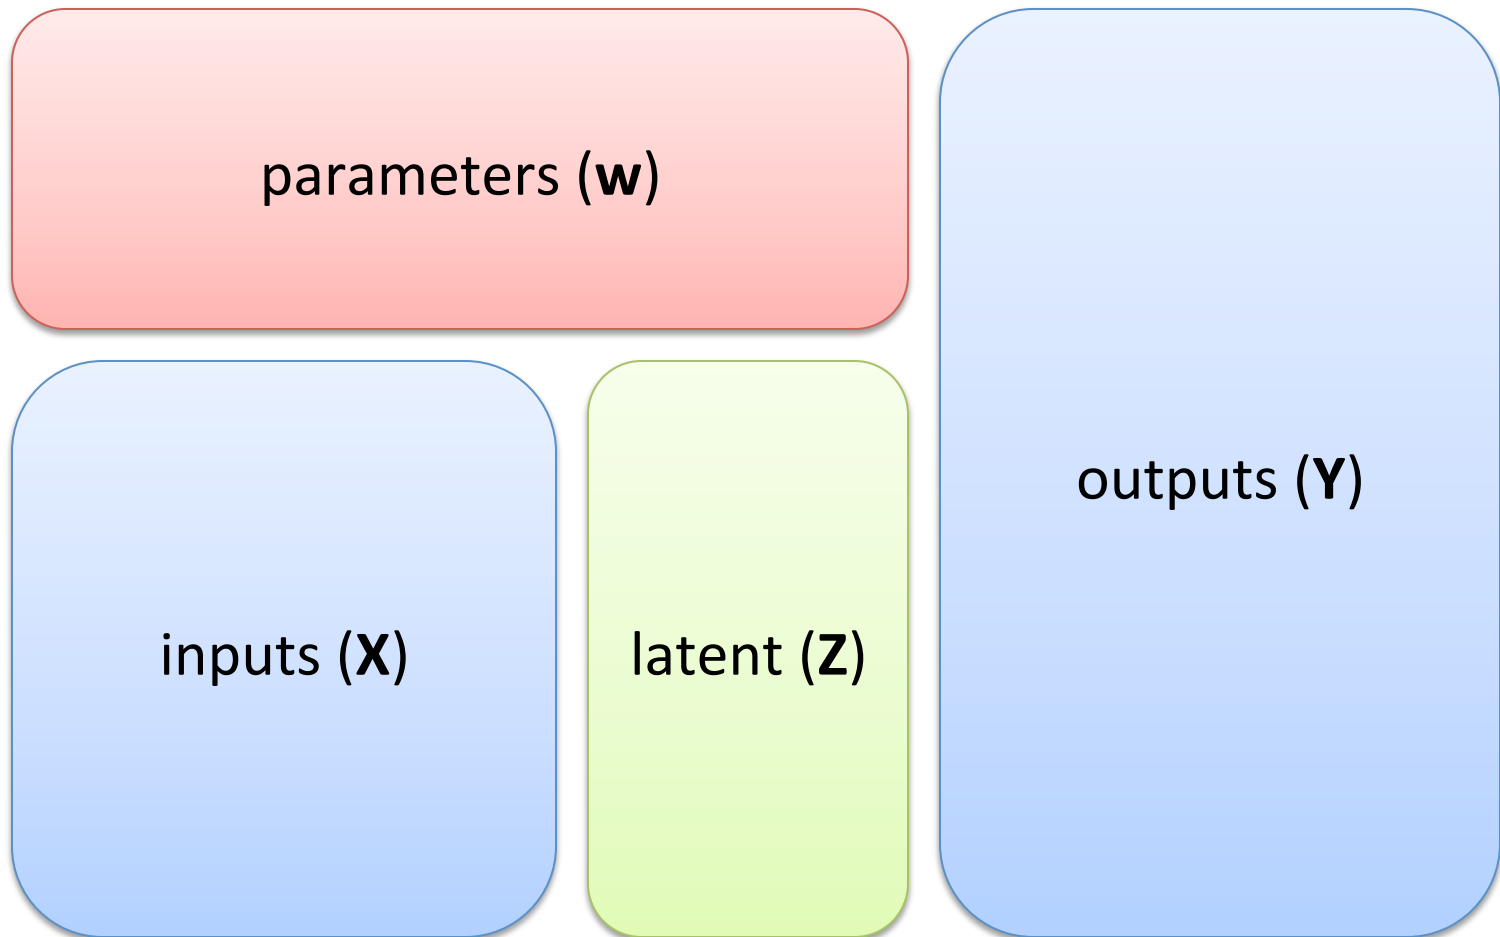 parameters (w)
inputs (X)
latent (Z)
outputs (Y)